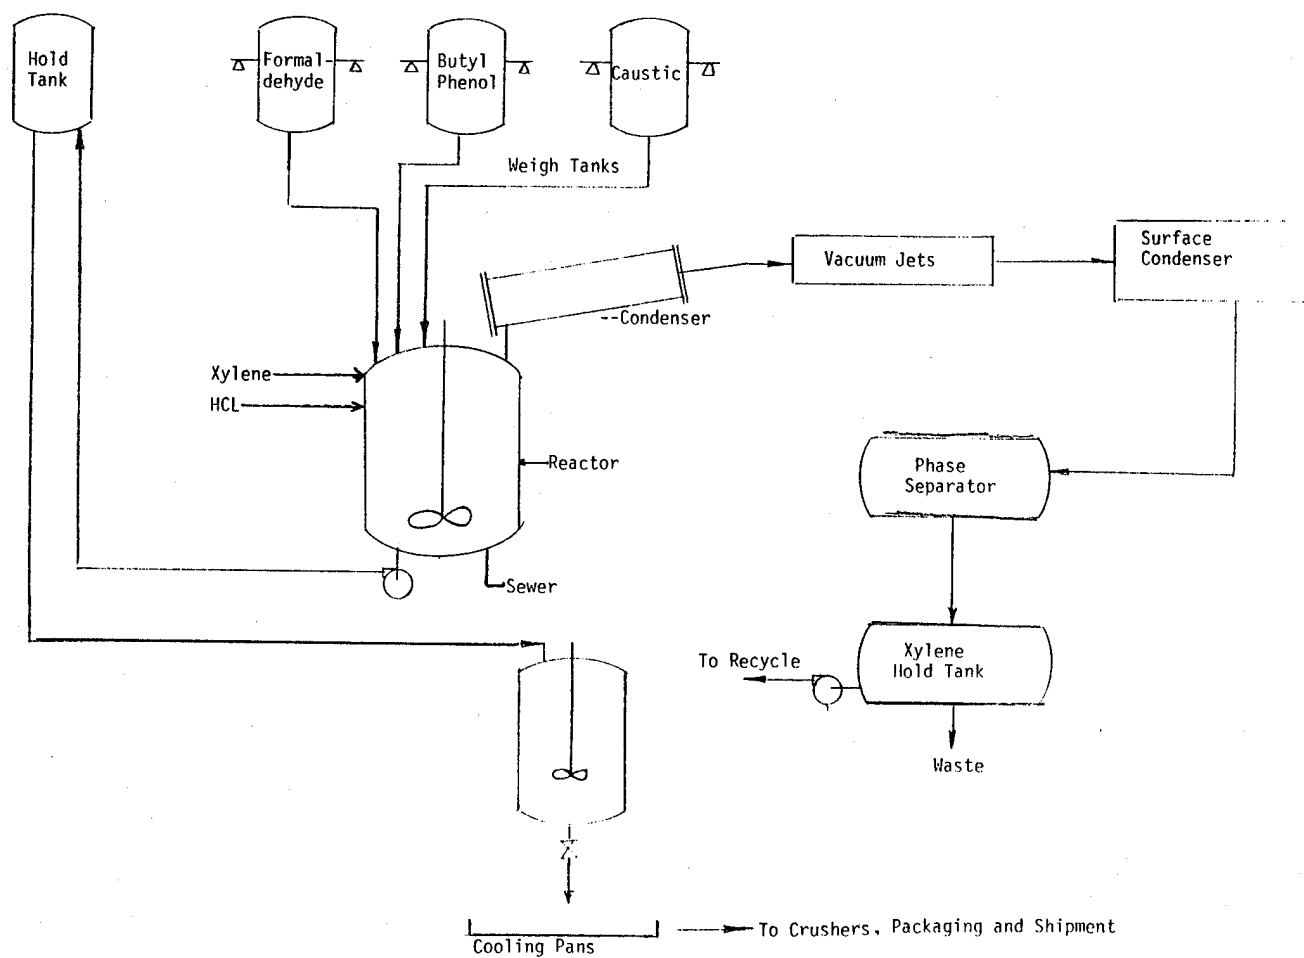 Hold
Tank
Formal-
dehyde
Butyl
Phenol
Caustic
Weigh Tanks
Vacuum Jets
Surface
Condenser
--Condenser
Xylene
HCL
Reactor
Phase
Separator
Sewer
Xylene
Hold Tank
To Recycle
Waste
Cooling Pans
To Crushers, Packaging and Shipment